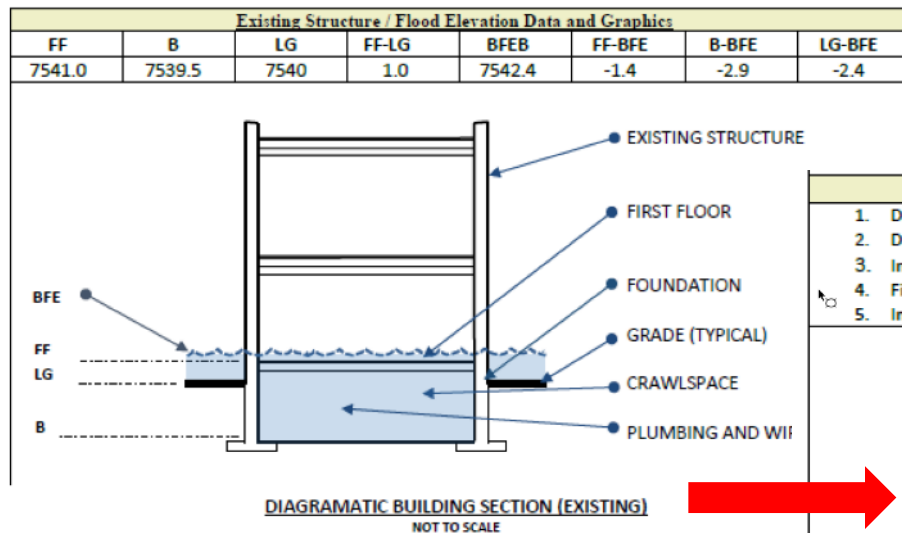 Existing Structure / Flood Elevation Data and Graphics
FF B LG FF-LG BFEB FF-BFE B-BFE LG-BFE
7541.0 7539.5 7540 1.0 7542.4 -1.4 -2.9 -2.4
EXISTING STRUCTURE
FIRST FLOOR
1. D
2. D
3. In
4. Fi
5. In
FOUNDATION
BFE
GRADE (TYPICAL)
FF
LG
CRAWLSPACE
B
PLUMBING AND
DIAGRAMATIC BUILDING SECTION (EXISTING)
NOT TO SCALE